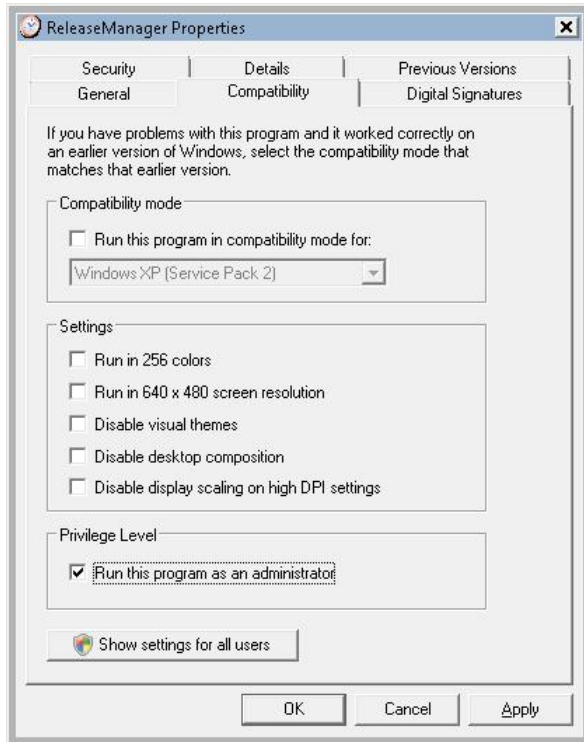 ReleaseManager Properties
Security Details Previous Versions
General Compatibility Digital Signatures
If you have problems with this program and it worked correctly on
an earlier version of Windows, select the compatibility mode that
matches that earlier version.
Compatibility mode
Run this program in compatibility mode for:
Windows XP (Service Pack 2)
Settings
Run in 256 colors
Run in 640 x 480 screen resolution
Disable visual themes
Disable desktop composition
Disable display scaling on high DPI settings
Privilege Level
Run this program as an administrator
Show settings for all users
OK Cancel Apply